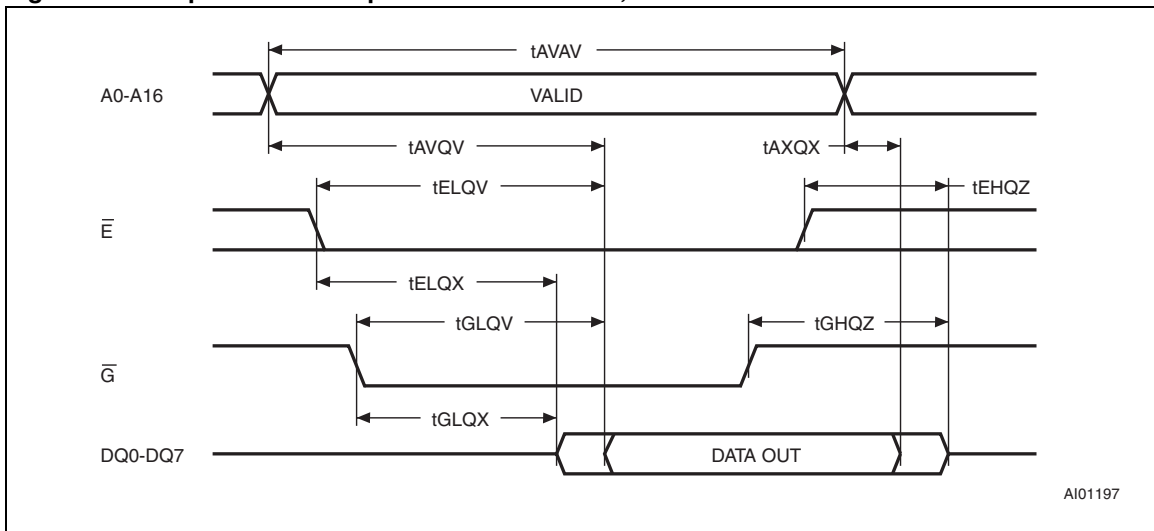 tAVAV
A0-A16
VALID
tAVQV
tAXQX
tELQV
tEHQZ
E̅
tELQX
tGLQV
tGHQZ
G̅
tGLQX
DQ0-DQ7
DATA OUT
AI01197